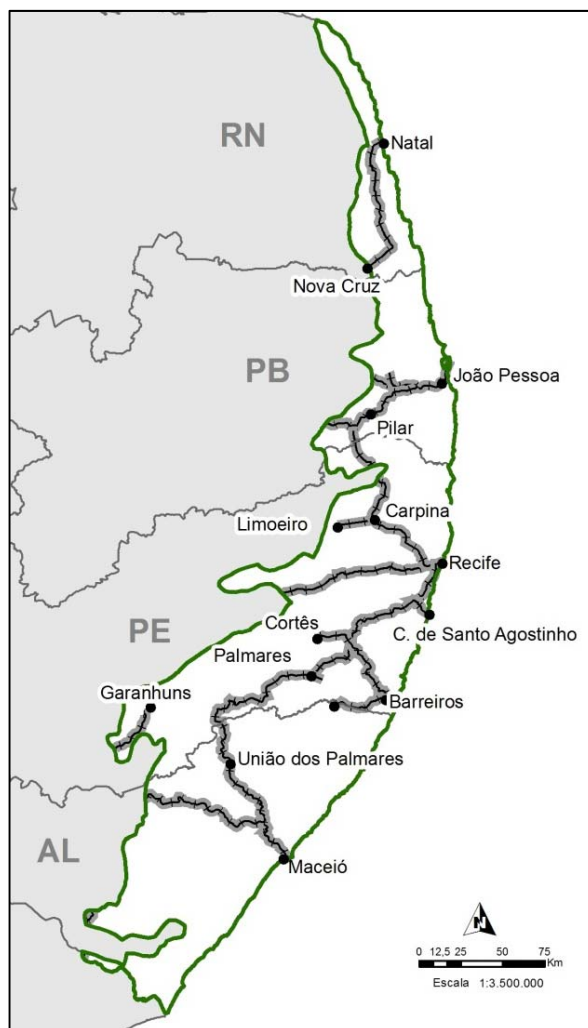 RN
Natal
Nova Cruz
PB
João Pessoa
Pilar
Carpina
Limoeiro
Recife
PE
Cortês
C. de Santo Agostinho
Palmares
Garanhuns
Barreiros
União dos Palmares
AL
Maceió
N
0 12,5 25 50 75
Km
Escala 1:3.500.000